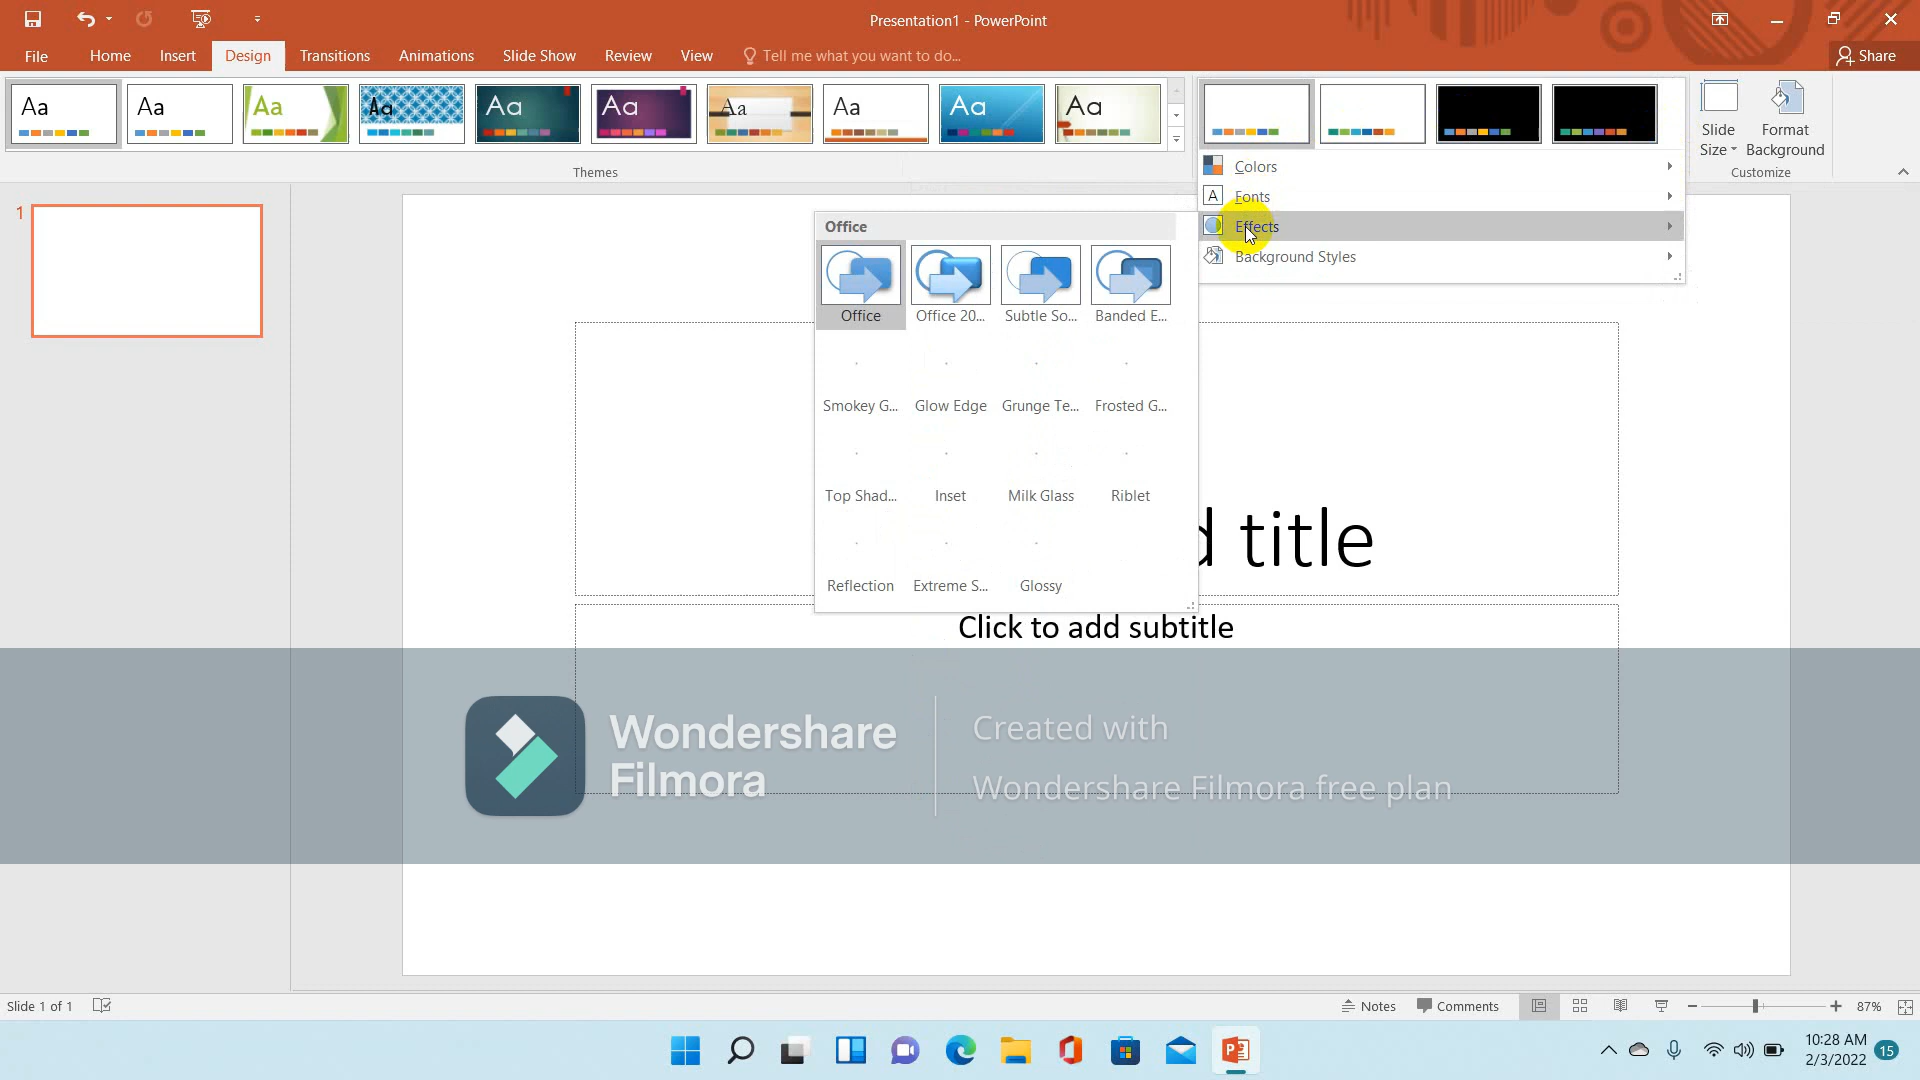 Presentation1 - PowerPoint
File Home Insert Design Transitions Animations Slide Show Review View Tell me what you want to do... Share
Aa Aa Aa Aa Aa Aa Aa Aa Aa Aa
Slide Size Format Background
Themes Customize
Colors
Fonts
Effects
Background Styles
1
Office
Office Office 20... Subtle So... Banded E...
Smokey G... Glow Edge Grunge Te... Frosted G...
Top Shad... Inset Milk Glass Riblet
Reflection Extreme S... Glossy
d title
Click to add subtitle
Wondershare Filmora
Created with
Wondershare Filmora free plan
Slide 1 of 1 Notes Comments 87%
10:28 AM
2/3/2022 15